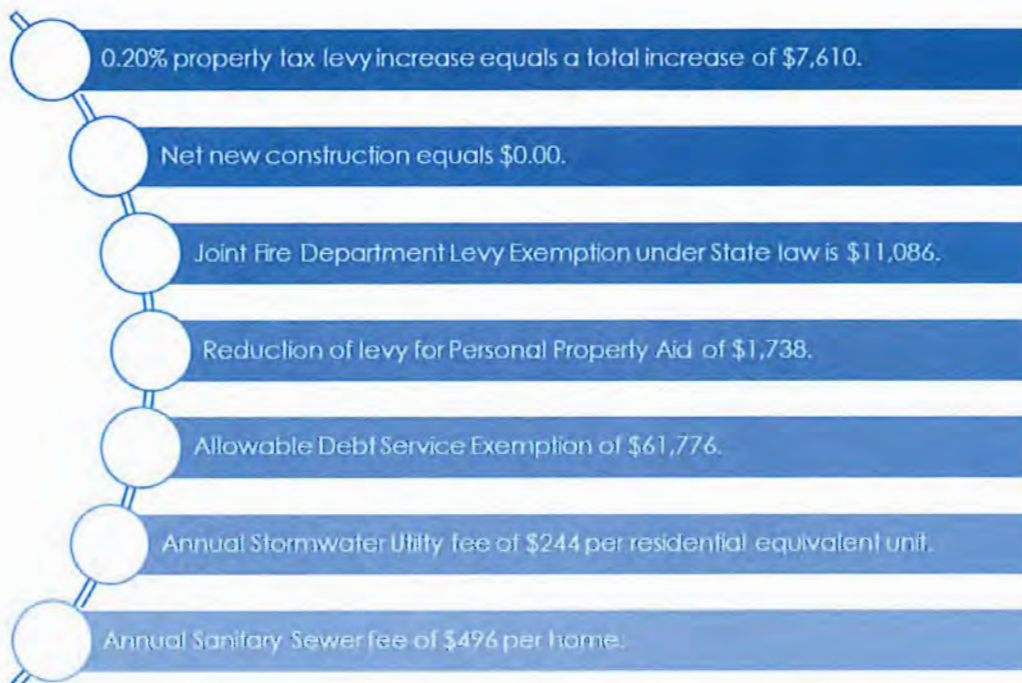 0.20% property tax levy increase equals a total increase of $7,610.
Net new construction equals $0.00.
Joint Fire Department Levy Exemption under State law is $11,086.
Reduction of levy for Personal Property Aid of $1,738.
Allowable Debt Service Exemption of $61,776.
Annual Stormwater Utility fee of $244 per residential equivalent unit.
Annual Sanitary Sewer fee of $496 per home.